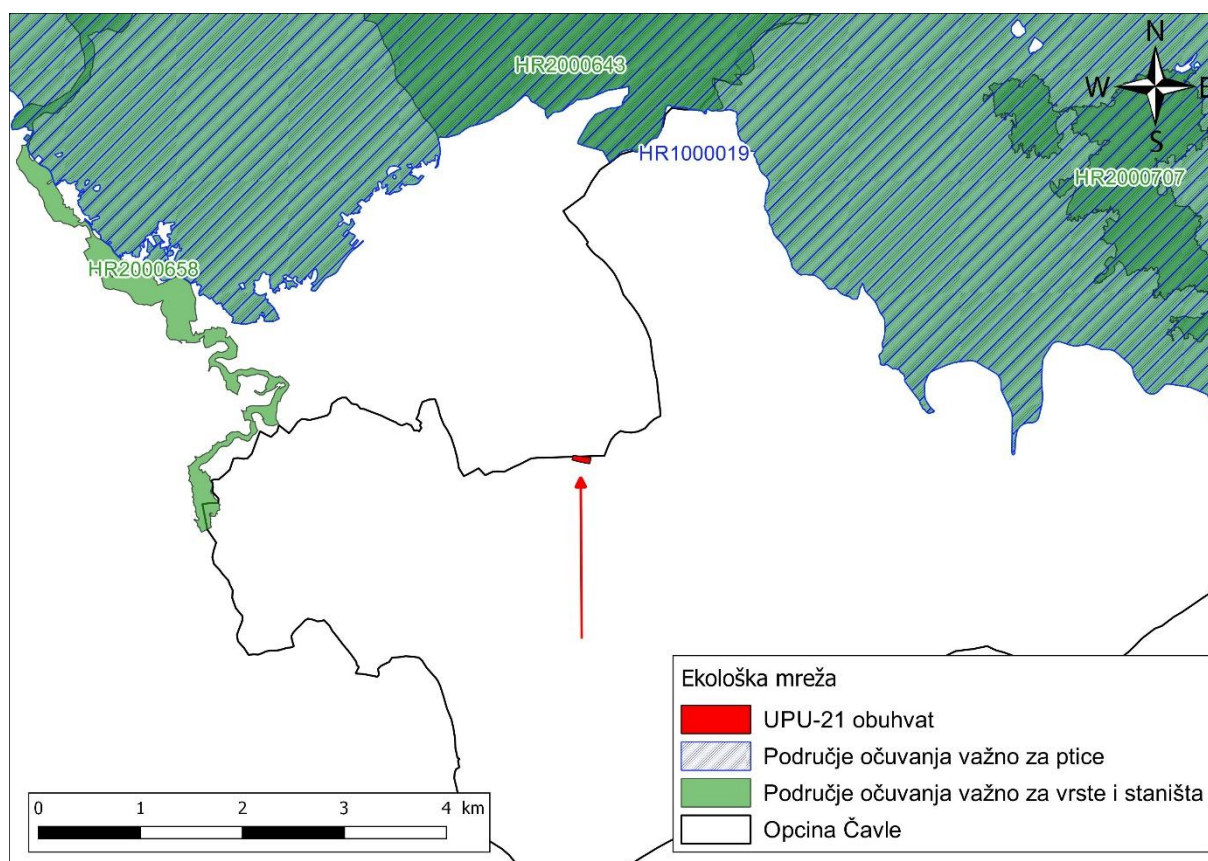 HR2000643
N
W
E
S
HR1000019
HR2000707
HR2000658
Ekološka mreža
UPU-21 obuhvat
Područje očuvanja važno za ptice
Područje očuvanja važno za vrste i staništa
Opcina Čavle
0 1 2 3 4 km